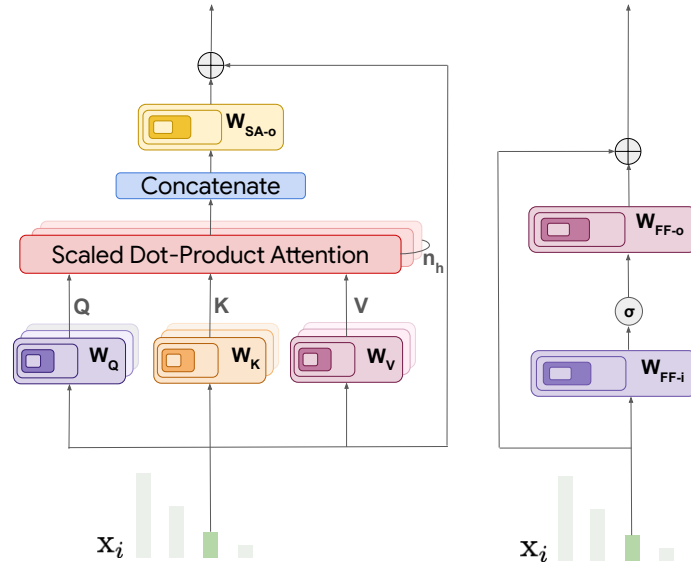 W_SA-o
Concatenate
Scaled Dot-Product Attention
n_h
Q
K
V
W_Q
W_K
W_V
x_i
W_FF-o
σ
W_FF-i
x_i